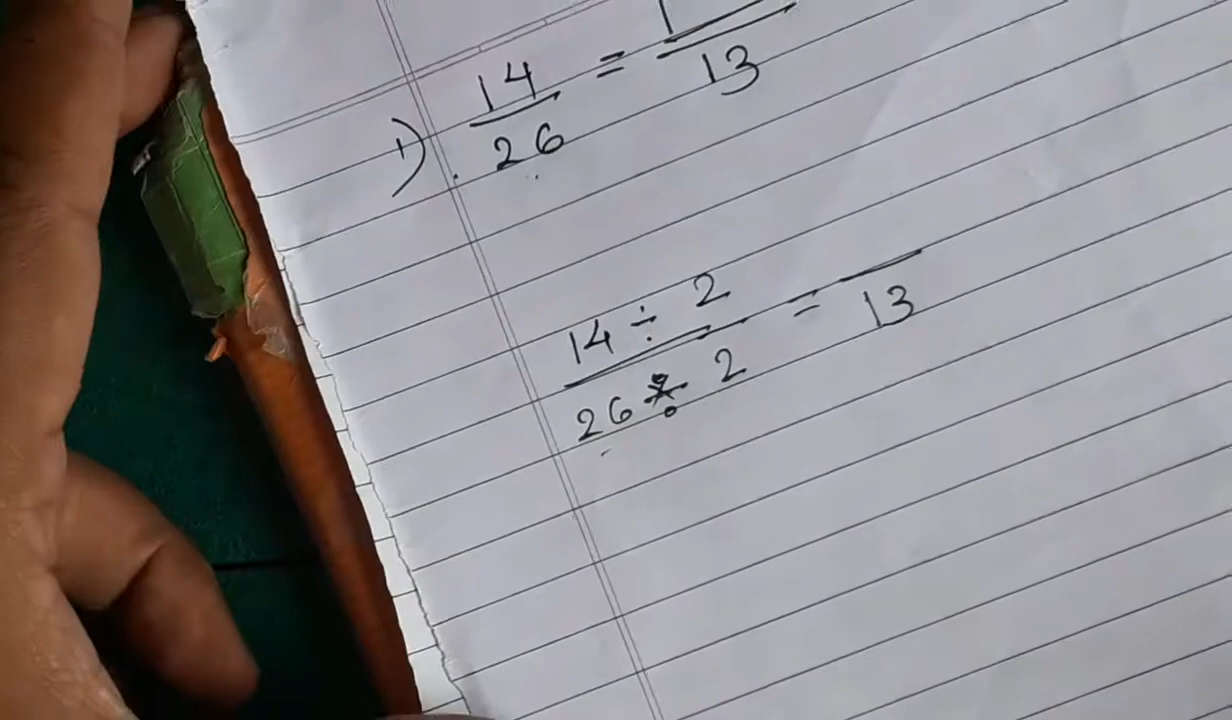 1). 14/26 = /13
14 ÷ 2 / 26 ÷ 2 = /13